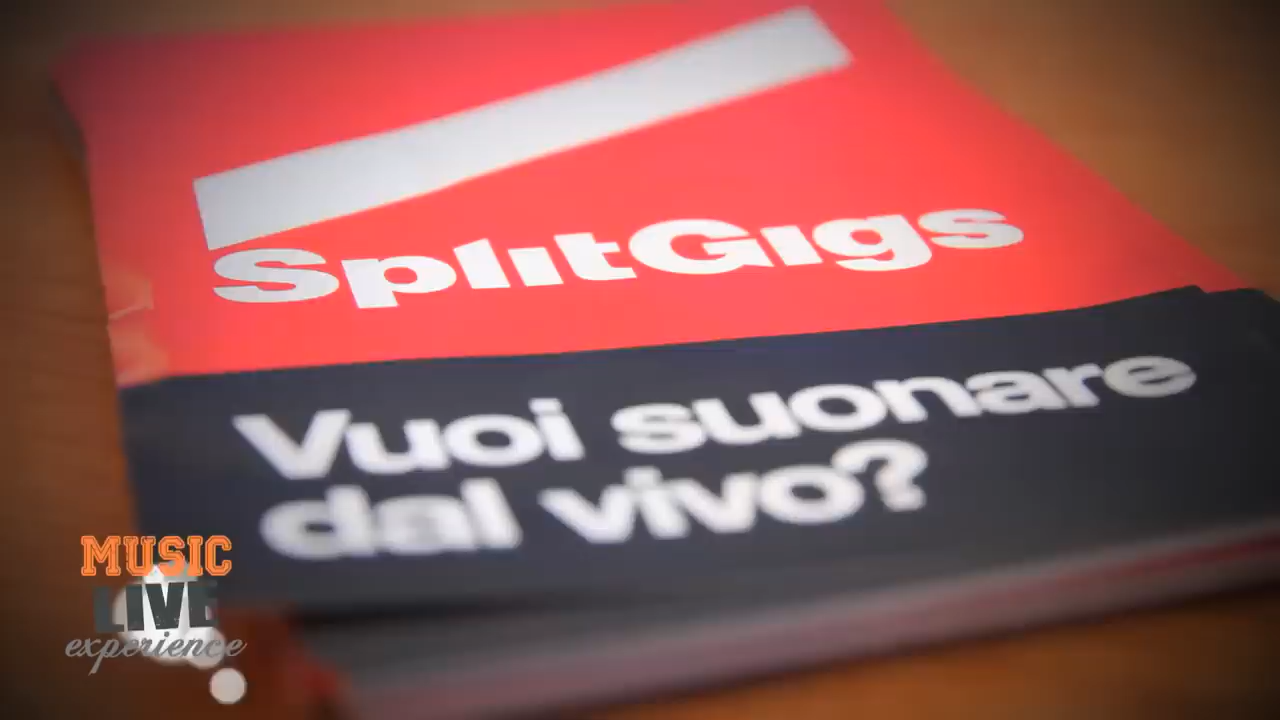 SplitGigs
Vuoi suonare
dal vivo?
MUSIC
LIVE
experience